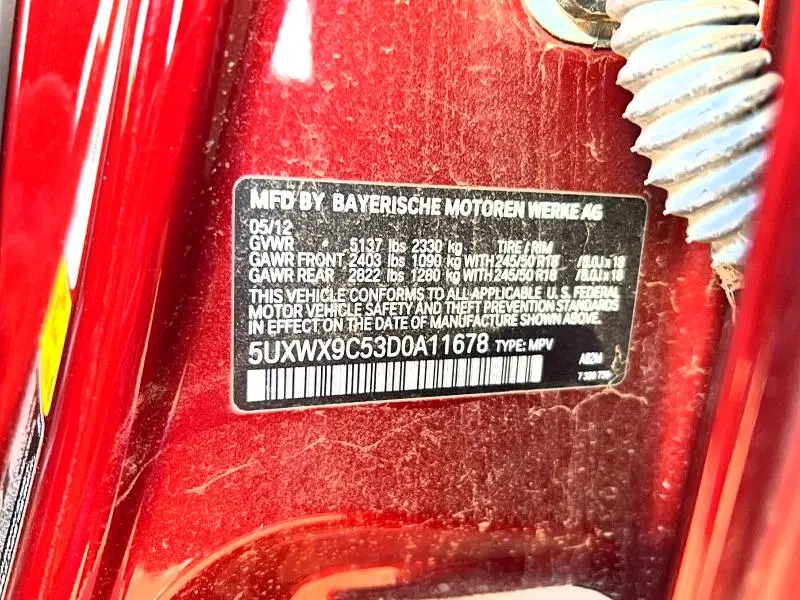 MFD BY BAYERISCHE MOTOREN WERKE AG
05/12
GVWR 5137 lbs 2330 kg TIRE / RIM
GAWR FRONT 2403 lbs 1090 kg WITH 245/50 R18 /8.0J x 18
GAWR REAR 2822 lbs 1280 kg WITH 245/50 R18 /8.0J x 18
THIS VEHICLE CONFORMS TO ALL APPLICABLE U. S. FEDERAL
MOTOR VEHICLE SAFETY AND THEFT PREVENTION STANDARDS
IN EFFECT ON THE DATE OF MANUFACTURE SHOWN ABOVE.
5UXWX9C53D0A11678 TYPE: MPV